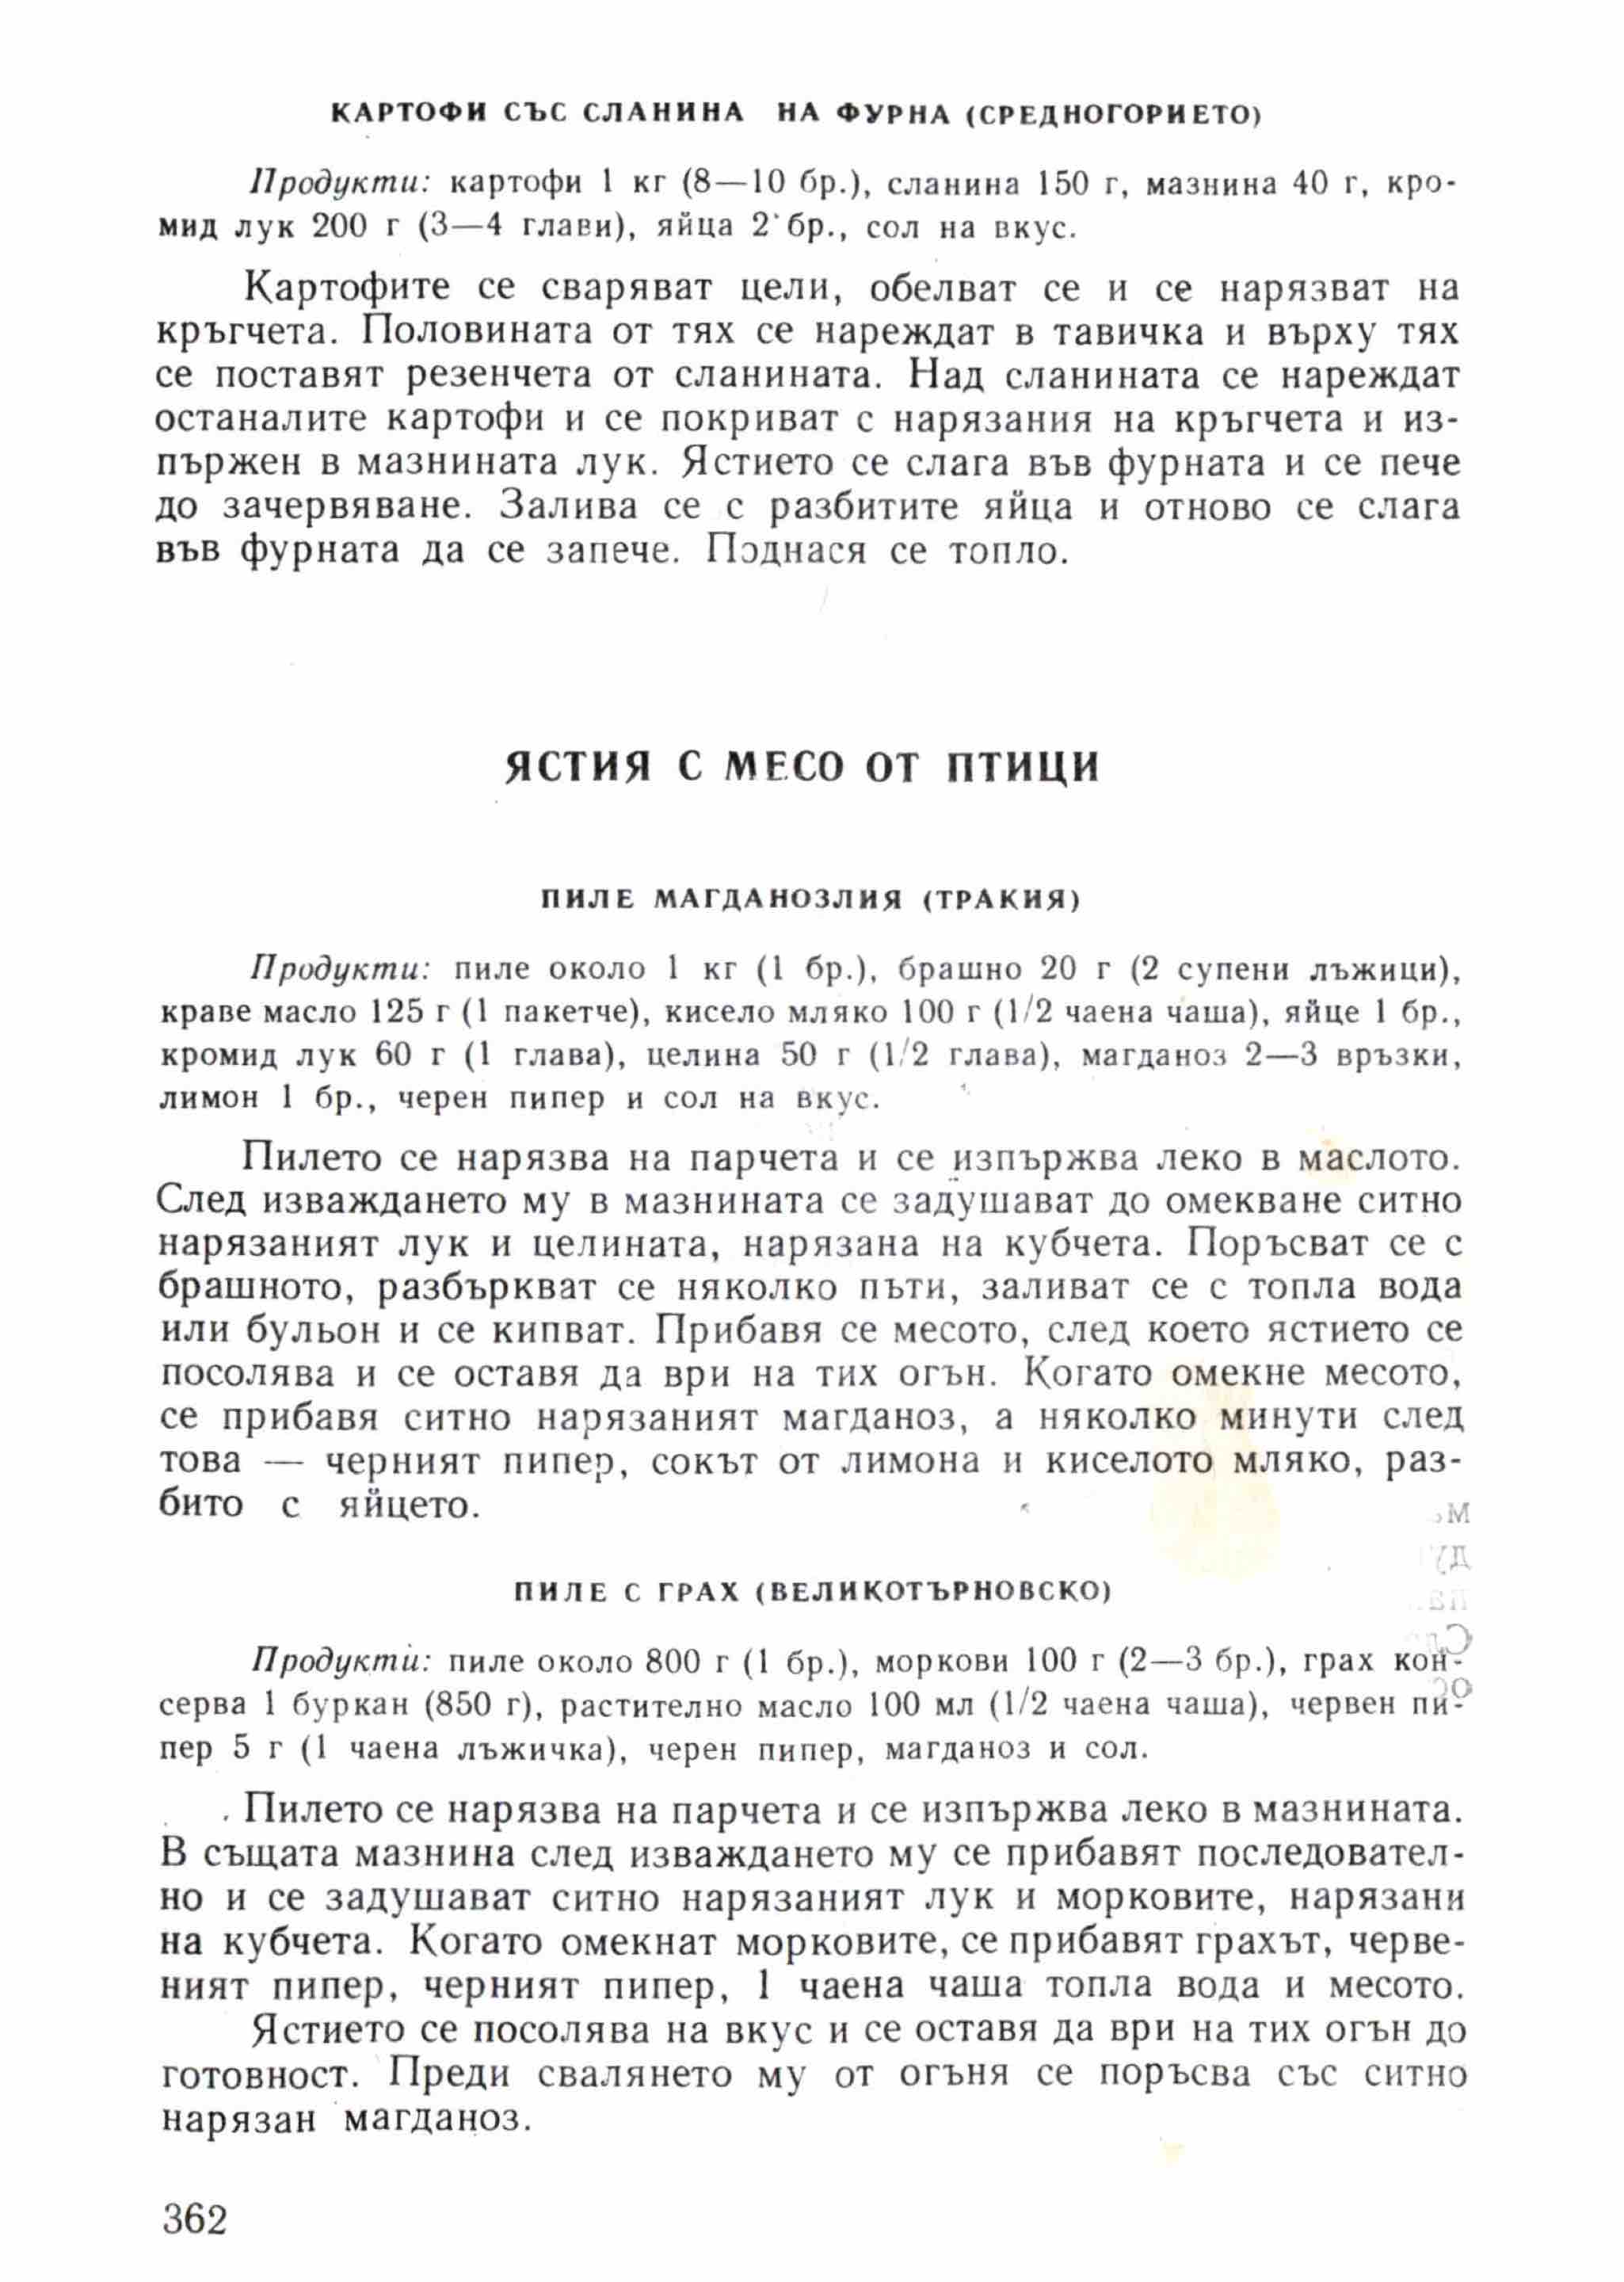 КАРТОФИ СЪС СЛАНИНА НА ФУРНА (СРЕДНОГОРИЕТО)
Продукти: картофи 1 кг (8—10 бр.), сланина 150 г, мазнина 40 г, кро-
мид лук 200 г (3—4 глави), яйца 2 бр., сол на вкус.
Картофите се сваряват цели, обелват се и се нарязват на
кръгчета. Половината от тях се нареждат в тавичка и върху тях
се поставят резенчета от сланината. Над сланината се нареждат
останалите картофи и се покриват с нарязания на кръгчета и из-
пържен в мазнината лук. Ястието се слага във фурната и се пече
до зачервяване. Залива се с разбитите яйца и отново се слага
във фурната да се запече. Поднася се топло.
ЯСТИЯ С МЕСО ОТ ПТИЦИ
ПИЛЕ МАГДАНОЗЛИЯ (ТРАКИЯ)
Продукти: пиле около 1 кг (1 бр.), брашно 20 г (2 супени лъжици),
краве масло 125 г (1 пакетче), кисело мляко 100 г (1/2 чаена чаша), яйце 1 бр.,
кромид лук 60 г (1 глава), целина 50 г (1/2 глава), магданоз 2—3 връзки,
лимон 1 бр., черен пипер и сол на вкус.
Пилето се нарязва на парчета и се изпържва леко в маслото.
След изваждането му в мазнината се задушават до омекване ситно
нарязаният лук и целината, нарязана на кубчета. Поръсват се с
брашното, разбъркват се няколко пъти, заливат се с топла вода
или бульон и се кипват. Прибавя се месото, след което ястието се
посолява и се оставя да ври на тих огън. Когато омекне месото,
се прибавя ситно нарязаният магданоз, а няколко минути след
това — черният пипер, сокът от лимона и киселото мляко, раз-
бито с яйцето.
ПИЛЕ С ГРАХ (ВЕЛИКОТЪРНОВСКО)
Продукти: пиле около 800 г (1 бр.), моркови 100 г (2—3 бр.), грах кон-
серва 1 буркан (850 г), растително масло 100 мл (1/2 чаена чаша), червен пи-
пер 5 г (1 чаена лъжичка), черен пипер, магданоз и сол.
Пилето се нарязва на парчета и се изпържва леко в мазнината.
В същата мазнина след изваждането му се прибавят последовател-
но и се задушават ситно нарязаният лук и морковите, нарязани
на кубчета. Когато омекнат морковите, се прибавят грахът, черве-
ният пипер, черният пипер, 1 чаена чаша топла вода и месото.
Ястието се посолява на вкус и се оставя да ври на тих огън до
готовност. Преди свалянето му от огъня се поръсва със ситно
нарязан магданоз.
362